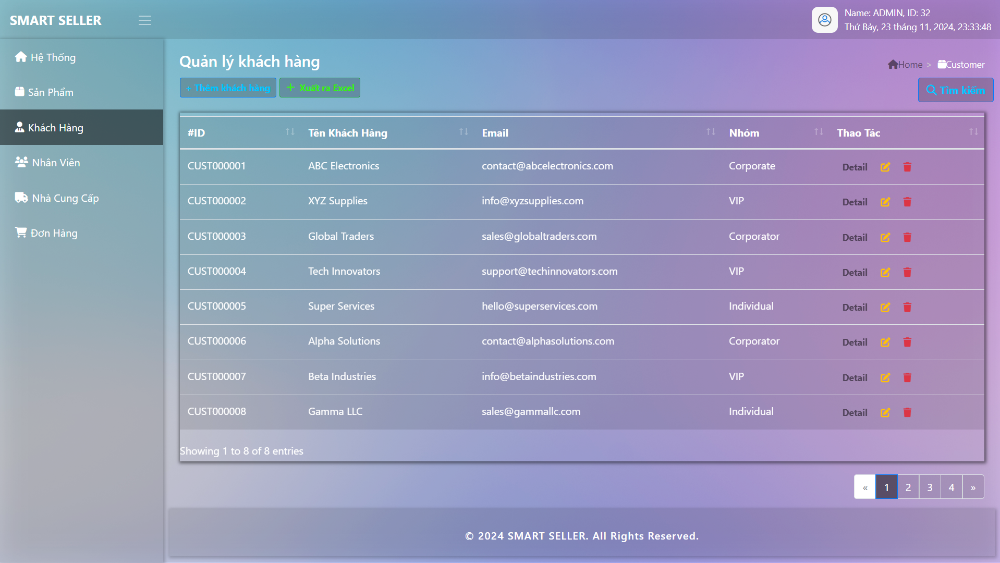 SMART SELLER
Name: ADMIN, ID: 32
Thứ Bảy, 23 tháng 11, 2024, 23:33:48
Hệ Thống
Sản Phẩm
Khách Hàng
Nhân Viên
Nhà Cung Cấp
Đơn Hàng
Quản lý khách hàng
Home > Customer
+ Thêm khách hàng
+ Xuất ra Excel
Tìm kiếm
#ID Tên Khách Hàng Email Nhóm Thao Tác
CUST000001 ABC Electronics contact@abcelectronics.com Corporate Detail
CUST000002 XYZ Supplies info@xyzsupplies.com VIP Detail
CUST000003 Global Traders sales@globaltraders.com Corporator Detail
CUST000004 Tech Innovators support@techinnovators.com VIP Detail
CUST000005 Super Services hello@superservices.com Individual Detail
CUST000006 Alpha Solutions contact@alphasolutions.com Corporator Detail
CUST000007 Beta Industries info@betaindustries.com VIP Detail
CUST000008 Gamma LLC sales@gammallc.com Individual Detail
Showing 1 to 8 of 8 entries
« 1 2 3 4 »
© 2024 SMART SELLER. All Rights Reserved.